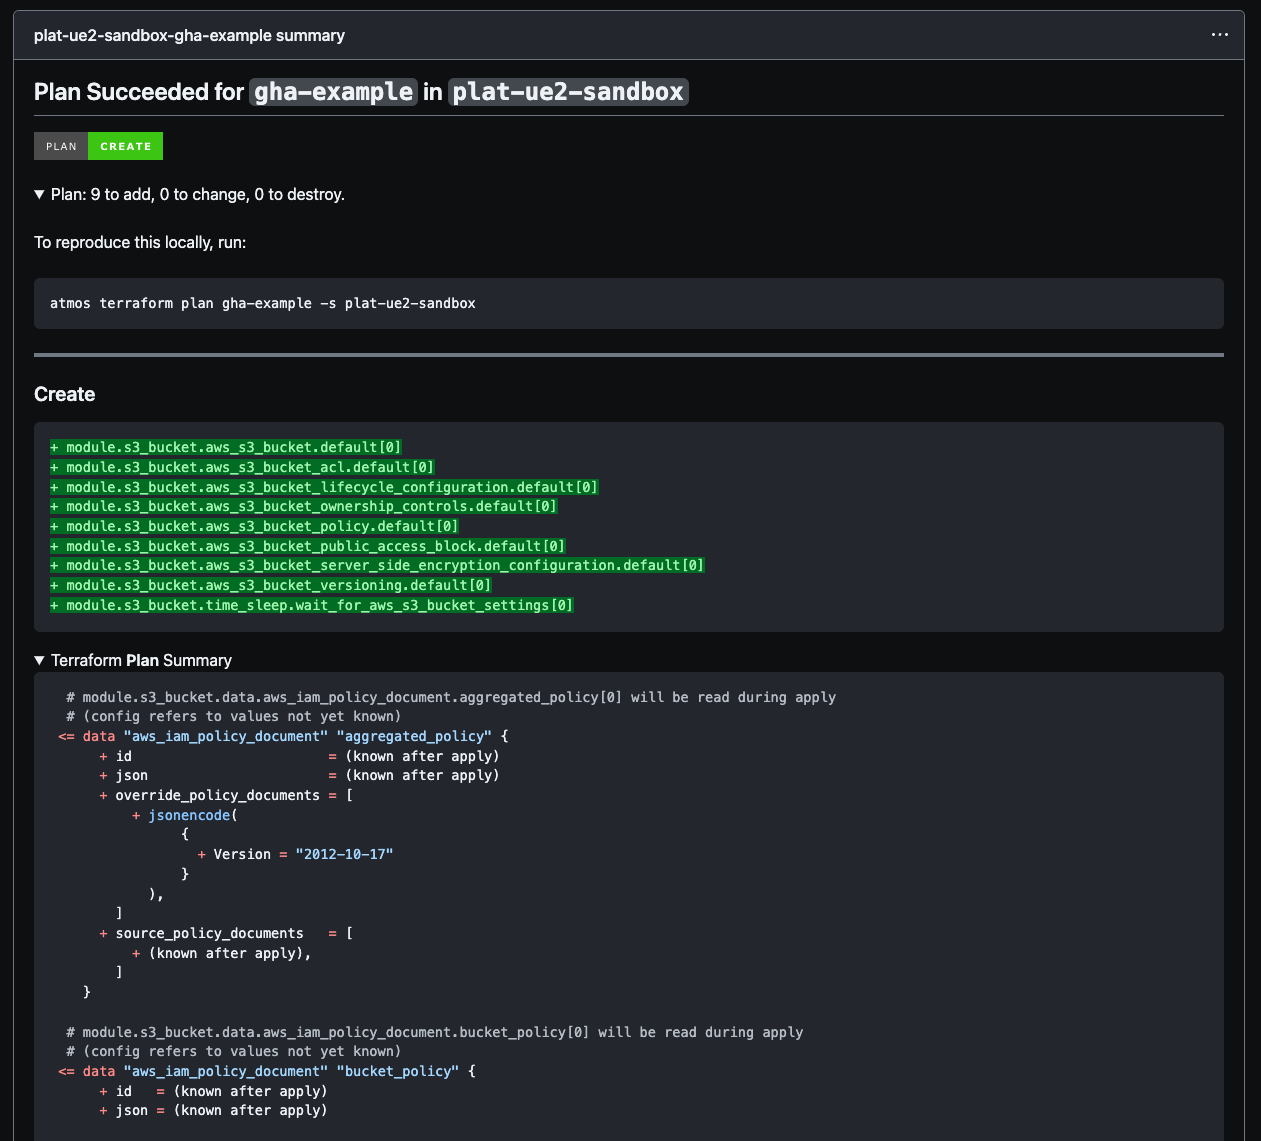 plat-ue2-sandbox-gha-example summary
Plan Succeeded for gha-example in plat-ue2-sandbox
PLAN CREATE
▼ Plan: 9 to add, 0 to change, 0 to destroy.
To reproduce this locally, run:
atmos terraform plan gha-example -s plat-ue2-sandbox
Create
+ module.s3_bucket.aws_s3_bucket.default[0]
+ module.s3_bucket.aws_s3_bucket_acl.default[0]
+ module.s3_bucket.aws_s3_bucket_lifecycle_configuration.default[0]
+ module.s3_bucket.aws_s3_bucket_ownership_controls.default[0]
+ module.s3_bucket.aws_s3_bucket_policy.default[0]
+ module.s3_bucket.aws_s3_bucket_public_access_block.default[0]
+ module.s3_bucket.aws_s3_bucket_server_side_encryption_configuration.default[0]
+ module.s3_bucket.aws_s3_bucket_versioning.default[0]
+ module.s3_bucket.time_sleep.wait_for_aws_s3_bucket_settings[0]
▼ Terraform Plan Summary
  # module.s3_bucket.data.aws_iam_policy_document.aggregated_policy[0] will be read during apply
  # (config refers to values not yet known)
 <= data "aws_iam_policy_document" "aggregated_policy" {
      + id                        = (known after apply)
      + json                      = (known after apply)
      + override_policy_documents = [
          + jsonencode(
                {
                  + Version = "2012-10-17"
                }
            ),
        ]
      + source_policy_documents   = [
          + (known after apply),
        ]
    }
  # module.s3_bucket.data.aws_iam_policy_document.bucket_policy[0] will be read during apply
  # (config refers to values not yet known)
 <= data "aws_iam_policy_document" "bucket_policy" {
      + id   = (known after apply)
      + json = (known after apply)